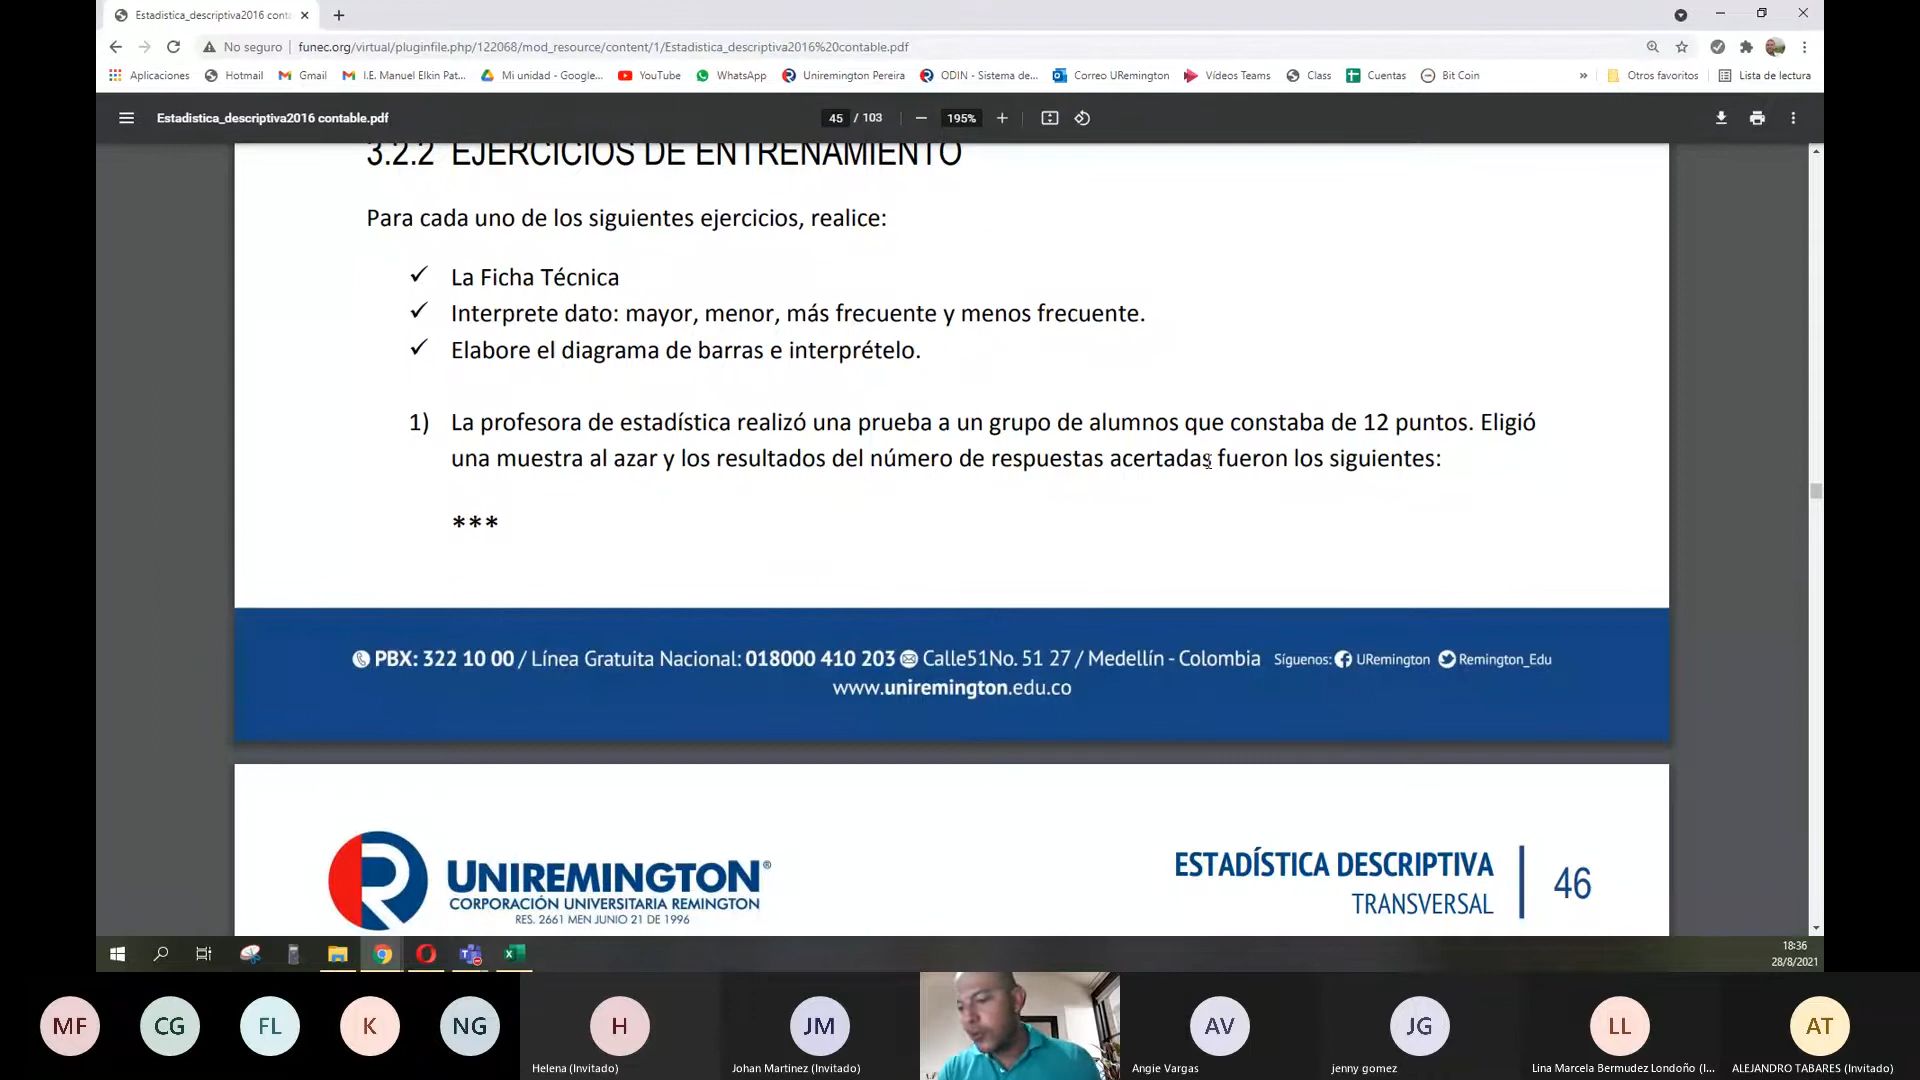 Estadistica_descriptiva2016 conta
No seguro
funec.org/virtual/pluginfile.php/122068/mod_resource/content/1/Estadistica_descriptiva2016%20contable.pdf
Aplicaciones
Hotmail
Gmail
I.E. Manuel Elkin Pat...
Mi unidad - Google...
YouTube
WhatsApp
Uniremington Pereira
ODIN - Sistema de...
Correo URemington
Vídeos Teams
Class
Cuentas
Bit Coin
»
Otros favoritos
Lista de lectura
Estadistica_descriptiva2016 contable.pdf
45 / 103
195%
3.2.2 EJERCICIOS DE ENTRENAMIENTO
Para cada uno de los siguientes ejercicios, realice:
✓ La Ficha Técnica
✓ Interprete dato: mayor, menor, más frecuente y menos frecuente.
✓ Elabore el diagrama de barras e interprételo.
1) La profesora de estadística realizó una prueba a un grupo de alumnos que constaba de 12 puntos. Eligió
una muestra al azar y los resultados del número de respuestas acertadas fueron los siguientes:
***
PBX: 322 10 00 / Línea Gratuita Nacional: 018000 410 203 Calle51No. 51 27 / Medellín - Colombia Síguenos: URemington Remington_Edu
www.uniremington.edu.co
UNIREMINGTON®
CORPORACIÓN UNIVERSITARIA REMINGTON
RES. 2661 MEN JUNIO 21 DE 1996
ESTADÍSTICA DESCRIPTIVA
TRANSVERSAL
46
18:36
28/8/2021
MF
CG
FL
K
NG
H
JM
AV
JG
LL
AT
Helena (Invitado)
Johan Martinez (Invitado)
Angie Vargas
jenny gomez
Lina Marcela Bermudez Londoño (I...
ALEJANDRO TABARES (Invitado)